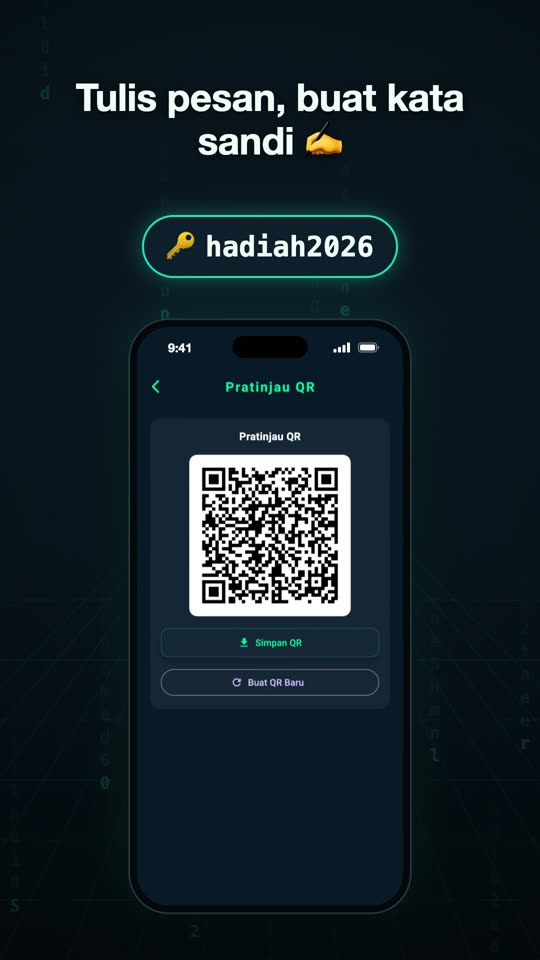 Tulis pesan, buat kata
sandi ✍️
🔑 hadiah2026
9:41
Pratinjau QR
Pratinjau QR
Simpan QR
Buat QR Baru